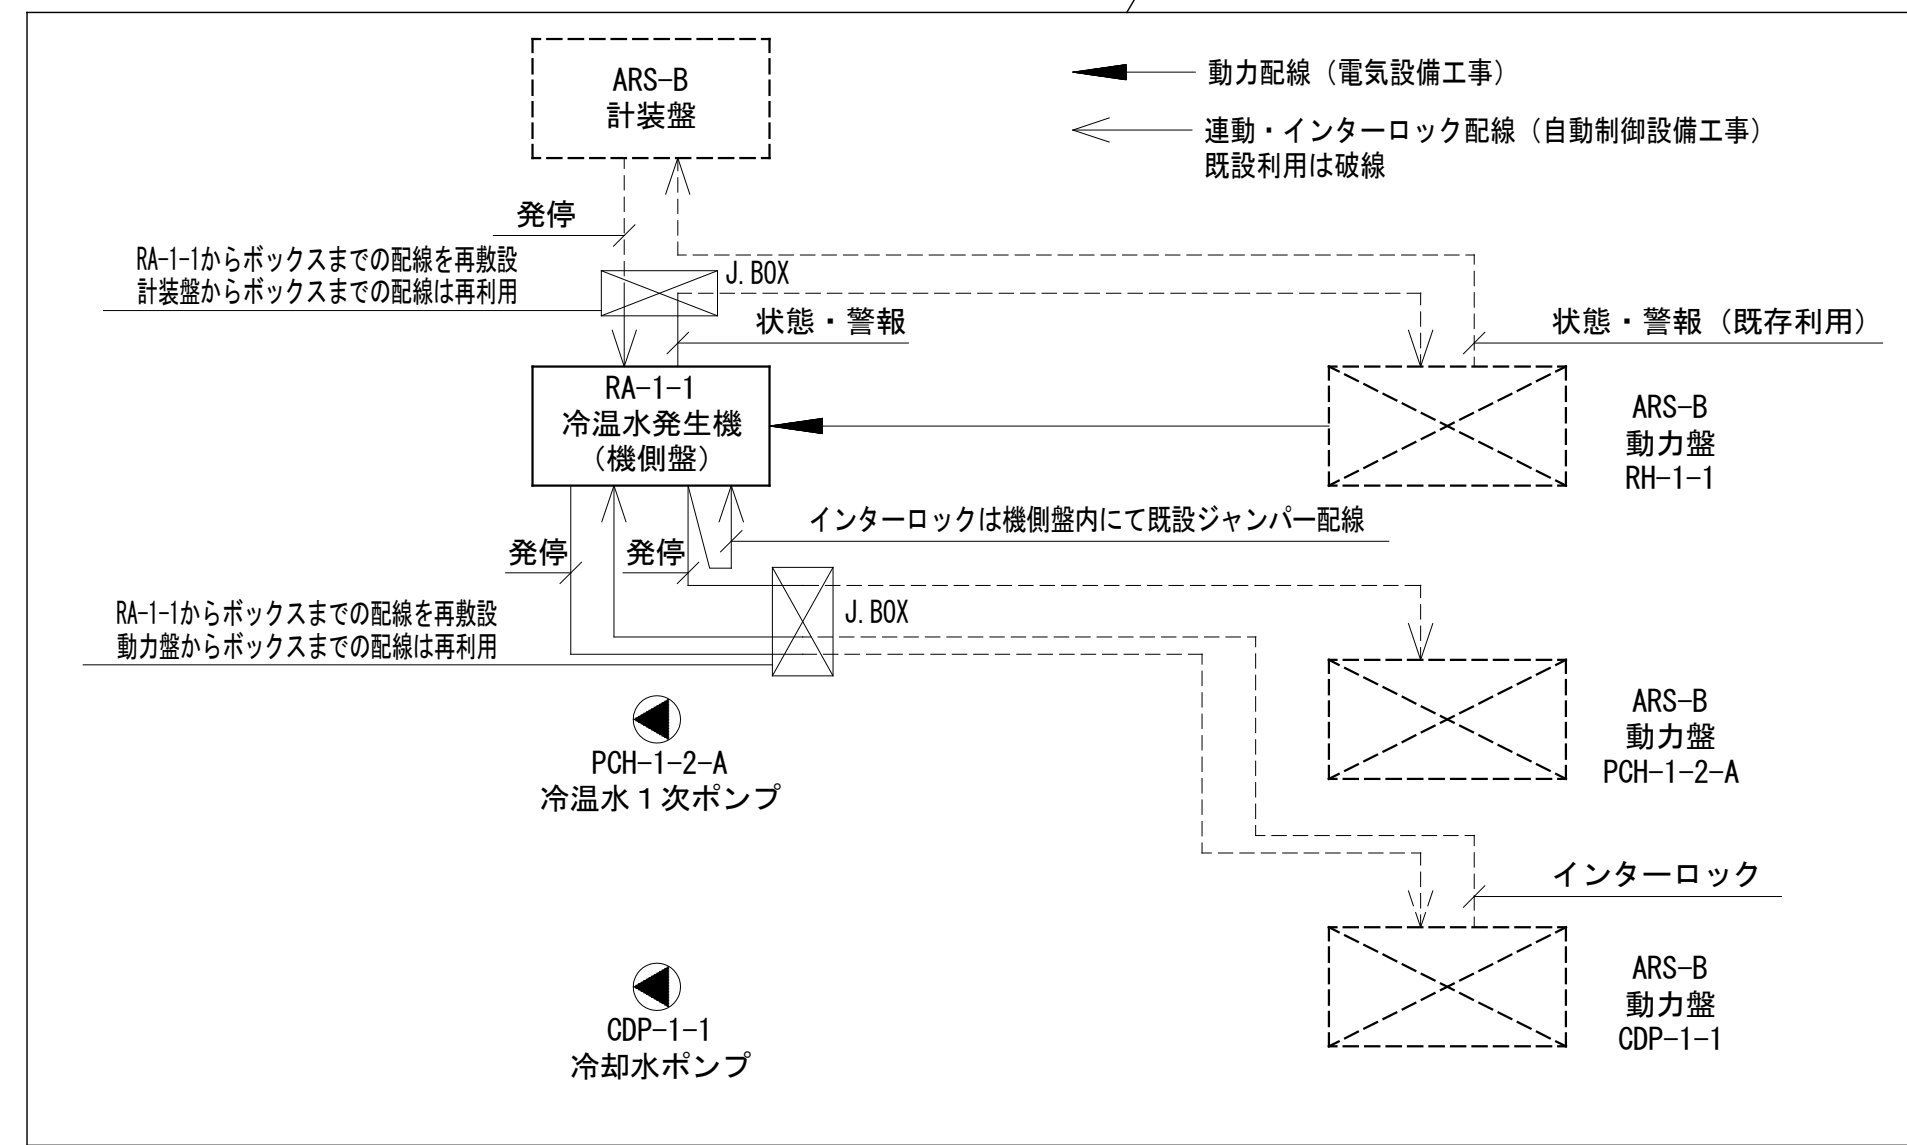 ARS-B
計装盤
動力配線（電気設備工事）
連動・インターロック配線（自動制御設備工事）
既設利用は破線
発停
RA-1-1からボックスまでの配線を再敷設
計装盤からボックスまでの配線は再利用
J.BOX
状態・警報
状態・警報（既存利用）
RA-1-1
冷温水発生機
（機側盤）
ARS-B
動力盤
RH-1-1
インターロックは機側盤内にて既設ジャンパー配線
発停
発停
RA-1-1からボックスまでの配線を再敷設
動力盤からボックスまでの配線は再利用
J.BOX
PCH-1-2-A
冷温水１次ポンプ
ARS-B
動力盤
PCH-1-2-A
インターロック
CDP-1-1
冷却水ポンプ
ARS-B
動力盤
CDP-1-1